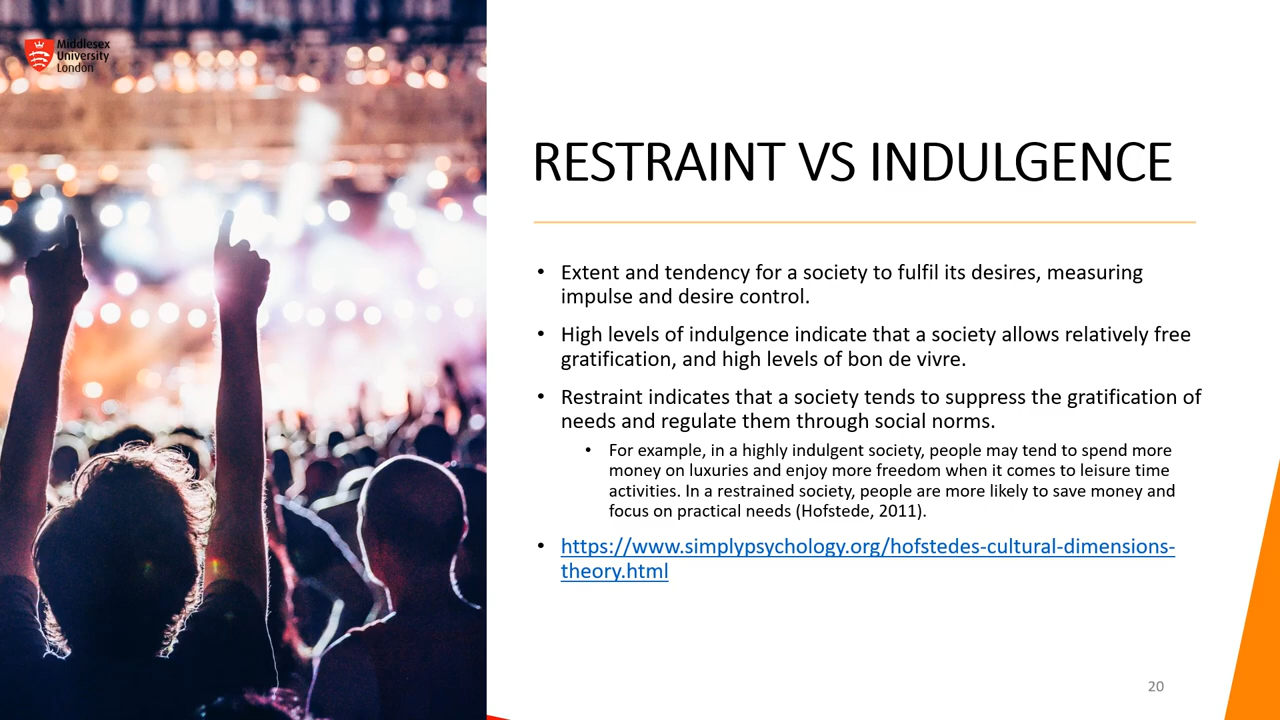 Middlesex
University
London
RESTRAINT VS INDULGENCE
• Extent and tendency for a society to fulfil its desires, measuring
impulse and desire control.
• High levels of indulgence indicate that a society allows relatively free
gratification, and high levels of bon de vivre.
• Restraint indicates that a society tends to suppress the gratification of
needs and regulate them through social norms.
• For example, in a highly indulgent society, people may tend to spend more
money on luxuries and enjoy more freedom when it comes to leisure time
activities. In a restrained society, people are more likely to save money and
focus on practical needs (Hofstede, 2011).
• https://www.simplypsychology.org/hofstedes-cultural-dimensions-
theory.html
20